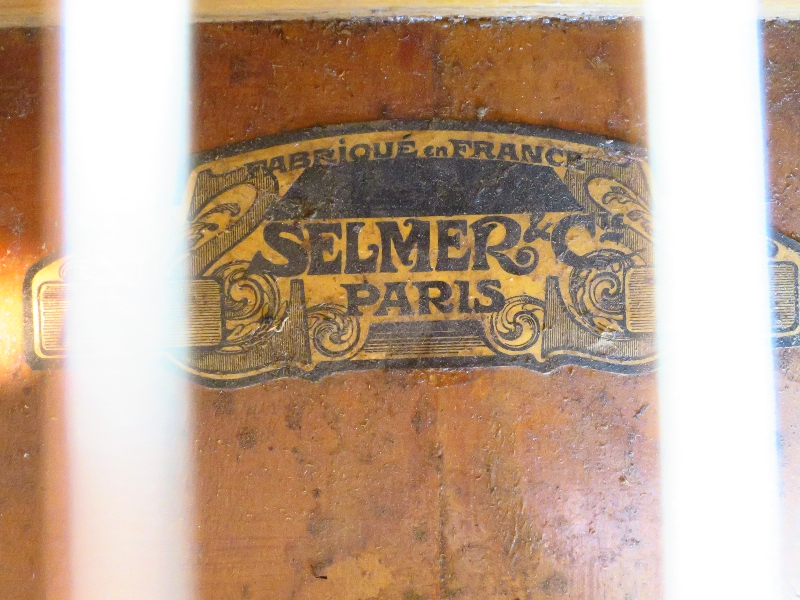 FABRIQUÉ en FRANCE
SELMER & Cie
PARIS